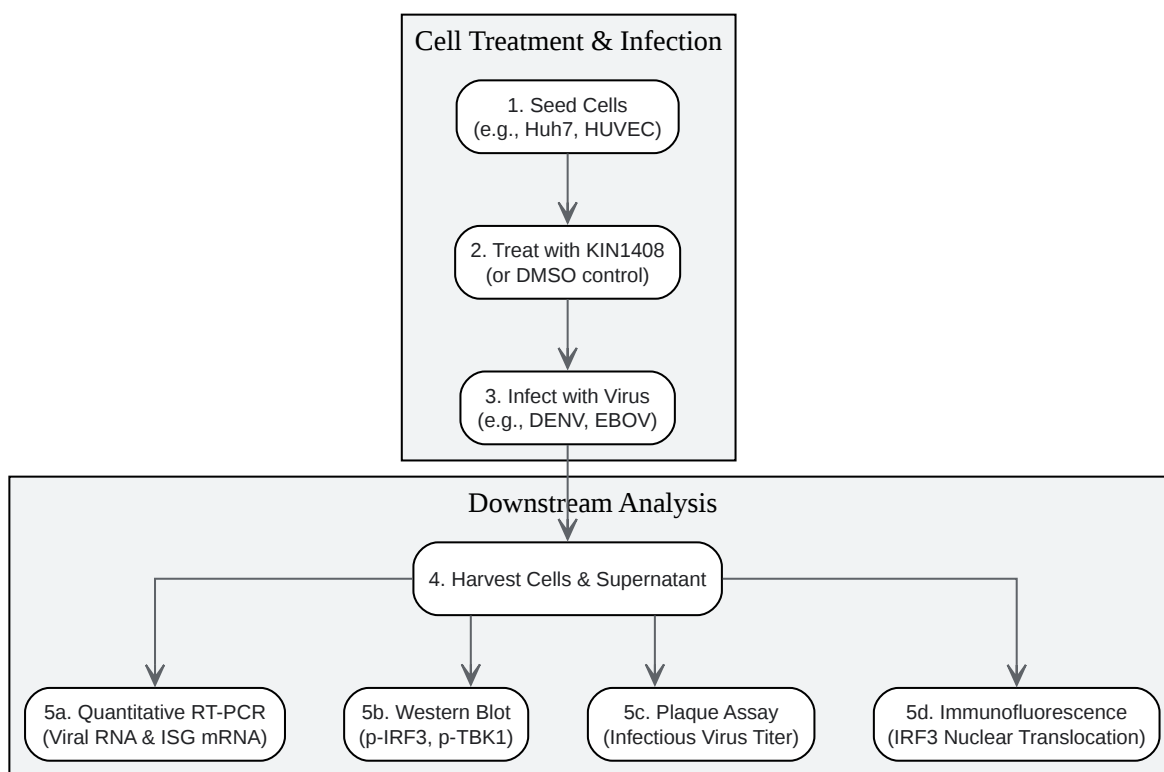 Cell Treatment & Infection
1. Seed Cells
(e.g., Huh7, HUVEC)
2. Treat with KIN1408
(or DMSO control)
3. Infect with Virus
(e.g., DENV, EBOV)
Downstream Analysis
4. Harvest Cells & Supernatant
5a. Quantitative RT-PCR
(Viral RNA & ISG mRNA)
5b. Western Blot
(p-IRF3, p-TBK1)
5c. Plaque Assay
(Infectious Virus Titer)
5d. Immunofluorescence
(IRF3 Nuclear Translocation)